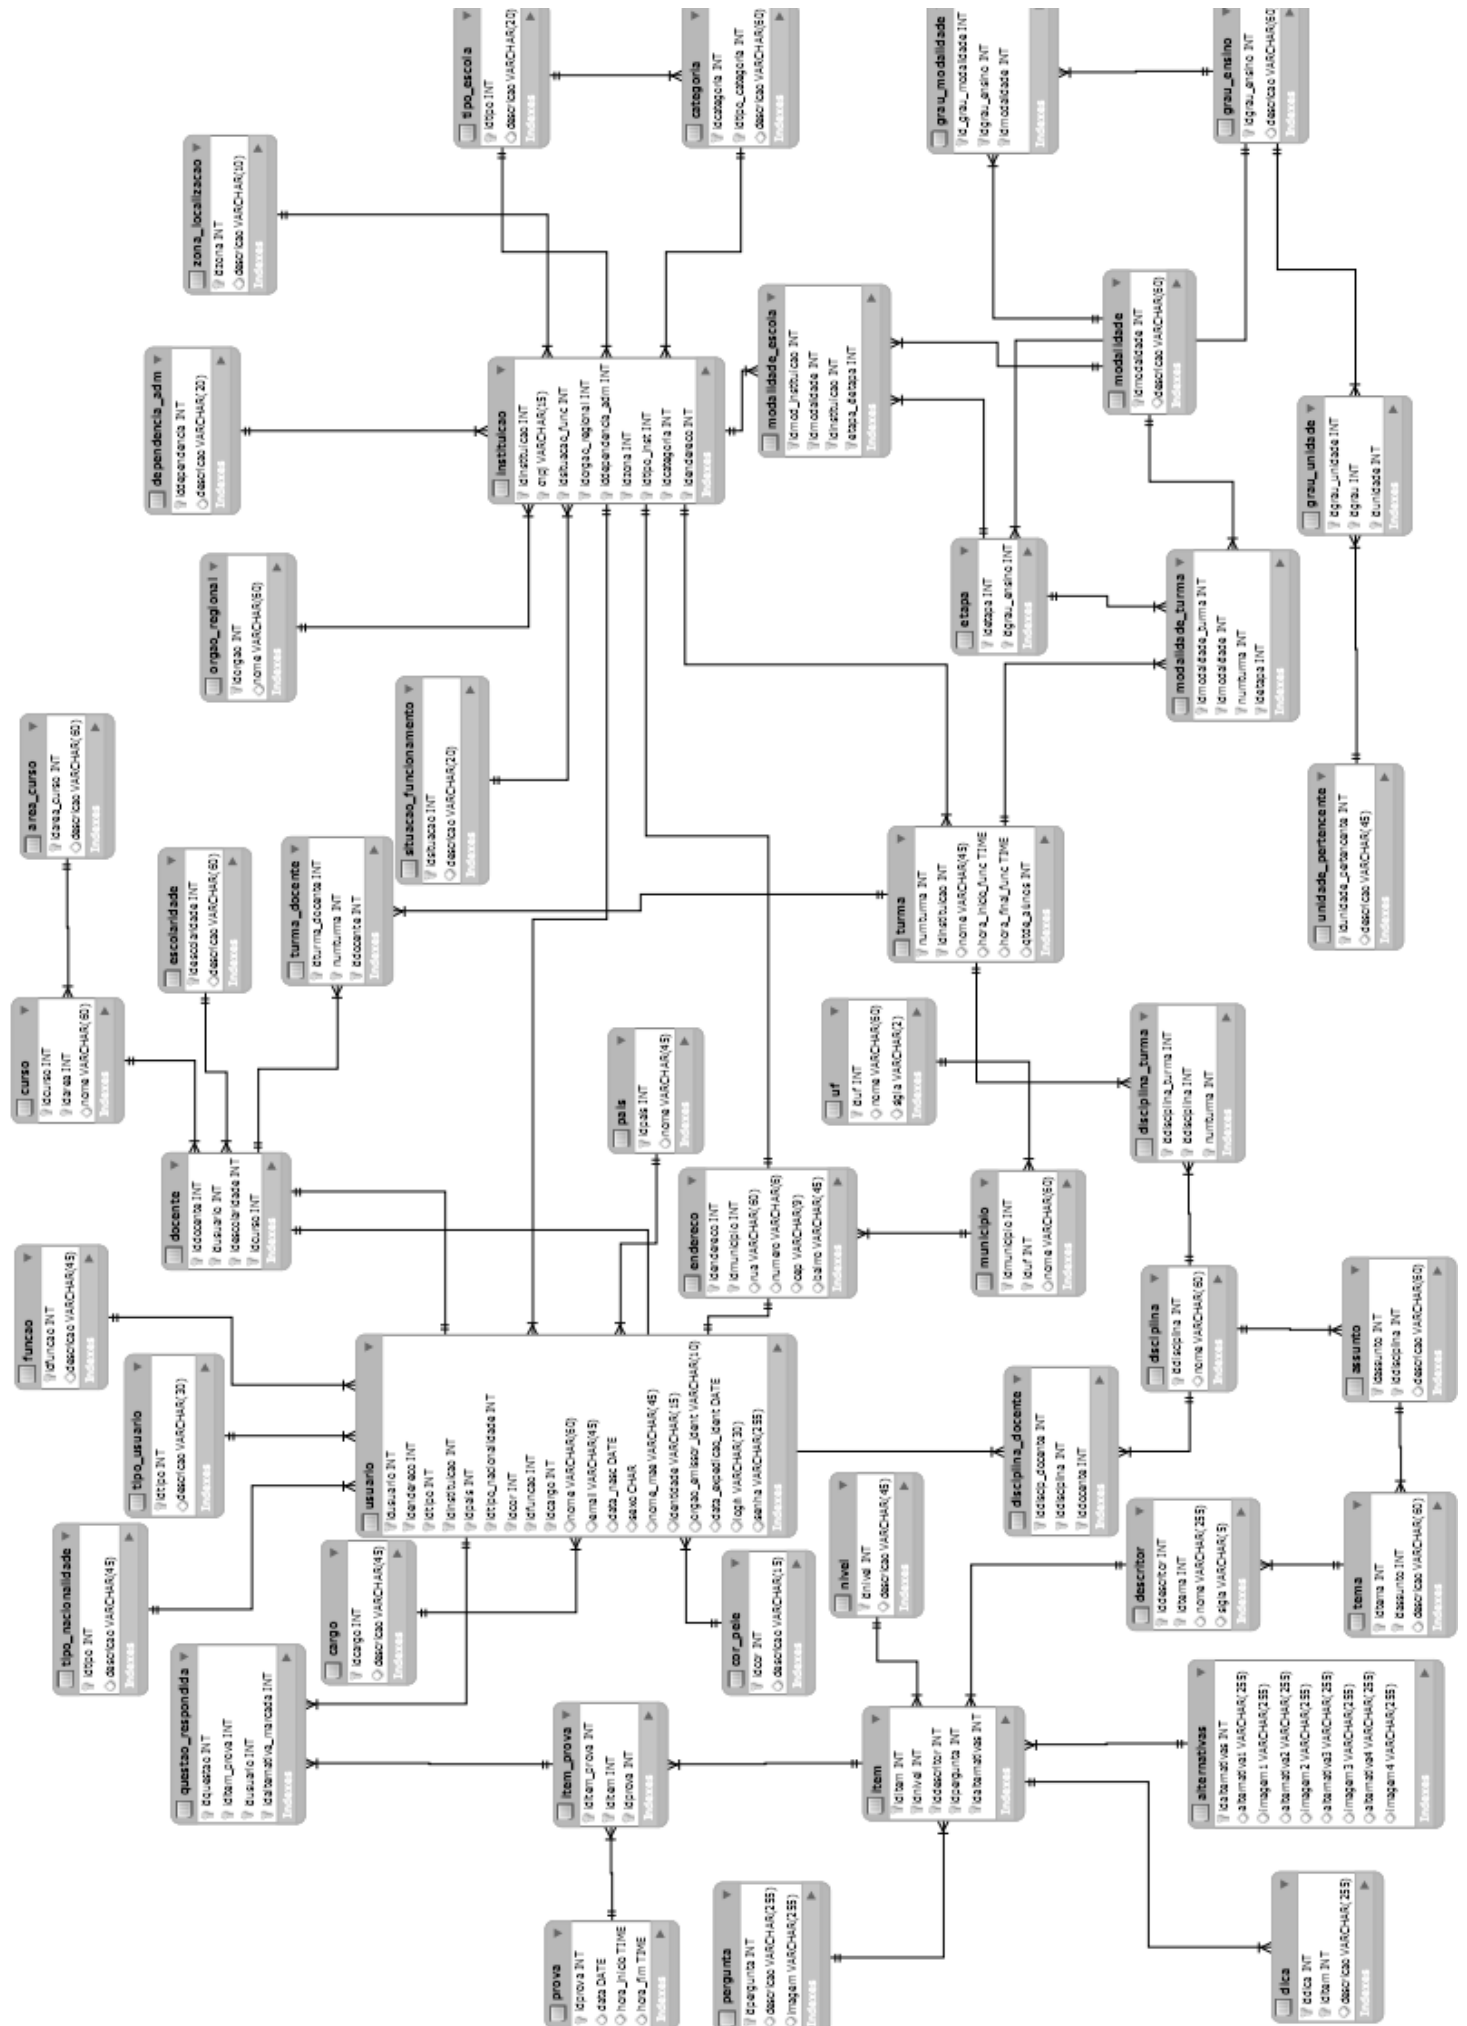 tipo_escola
idtipo INT
descricao VARCHAR(20)
Indexes
categoria
idcategoria INT
idtipo_categoria INT
descricao VARCHAR(60)
Indexes
grau_modalidade
id_grau_modalidade INT
idgrau_ensino INT
idmodalidade INT
Indexes
grau_ensino
idgrau_ensino INT
descricao VARCHAR(60)
Indexes
zona_localizacao
idzona INT
descricao VARCHAR(10)
Indexes
dependencia_adm
iddependencia INT
descricao VARCHAR(20)
Indexes
instituicao
idinstituicao INT
cnpj VARCHAR(15)
idsituacao_func INT
idorgao_regional INT
iddependencia_adm INT
idzona INT
idtipo_inst INT
idcategoria INT
idendereco INT
Indexes
modalidade_escola
idmod_instituicao INT
idmodalidade INT
idinstituicao INT
etapa_idetapa INT
Indexes
modalidade
idmodalidade INT
descricao VARCHAR(60)
Indexes
grau_unidade
idgrau_unidade INT
idgrau INT
idunidade INT
Indexes
orgao_regional
idorgao INT
nome VARCHAR(60)
Indexes
etapa
idetapa INT
idgrau_ensino INT
Indexes
modalidade_turma
idmodalidade_turma INT
idmodalidade INT
numturma INT
idetapa INT
Indexes
situacao_funcionamento
idsituacao INT
descricao VARCHAR(20)
Indexes
area_curso
idarea_curso INT
descricao VARCHAR(60)
Indexes
escolaridade
idescolaridade INT
descricao VARCHAR(60)
Indexes
turma_docente
idturma_docente INT
numturma INT
iddocente INT
Indexes
turma
numturma INT
idinstituicao INT
nome VARCHAR(45)
hora_inicio_func TIME
hora_final_func TIME
qtde_alunos INT
Indexes
unidade_pertencente
idunidade_pertencente INT
descricao VARCHAR(45)
Indexes
curso
idcurso INT
idarea INT
nome VARCHAR(60)
Indexes
docente
iddocente INT
idusuario INT
idescolaridade INT
idcurso INT
Indexes
pais
idpais INT
nome VARCHAR(45)
Indexes
uf
iduf INT
nome VARCHAR(60)
sigla VARCHAR(2)
Indexes
disciplina_turma
iddisciplina_turma INT
iddisciplina INT
numturma INT
Indexes
endereco
idendereco INT
idmunicipio INT
rua VARCHAR(60)
numero VARCHAR(6)
cep VARCHAR(9)
bairro VARCHAR(45)
Indexes
municipio
idmunicipio INT
iduf INT
nome VARCHAR(60)
Indexes
funcao
idfuncao INT
descricao VARCHAR(45)
Indexes
tipo_usuario
idtipo INT
descricao VARCHAR(30)
Indexes
usuario
idusuario INT
idendereco INT
idtipo INT
idinstituicao INT
idpais INT
idtipo_nacionalidade INT
idcor INT
idfuncao INT
idcargo INT
nome VARCHAR(60)
email VARCHAR(45)
data_nasc DATE
sexo CHAR
nome_mae VARCHAR(45)
identidade VARCHAR(15)
orgao_emissor_ident VARCHAR(10)
data_expedicao_ident DATE
login VARCHAR(30)
senha VARCHAR(255)
Indexes
disciplina
iddisciplina INT
nome VARCHAR(60)
Indexes
assunto
idassunto INT
iddisciplina INT
descricao VARCHAR(60)
Indexes
disciplina_docente
iddiscip_docente INT
iddisciplina INT
iddocente INT
Indexes
tipo_nacionalidade
idtipo INT
descricao VARCHAR(45)
Indexes
cargo
idcargo INT
descricao VARCHAR(45)
Indexes
cor_pele
idcor INT
descricao VARCHAR(15)
Indexes
nivel
idnivel INT
descricao VARCHAR(45)
Indexes
descritor
iddescritor INT
idtema INT
nome VARCHAR(255)
sigla VARCHAR(5)
Indexes
tema
idtema INT
idassunto INT
descricao VARCHAR(60)
Indexes
questao_respondida
idquestao INT
iditem_prova INT
idusuario INT
idalternativa_marcada INT
Indexes
item_prova
iditem_prova INT
iditem INT
idprova INT
Indexes
item
iditem INT
idnivel INT
iddescritor INT
idpergunta INT
idalternativas INT
Indexes
alternativas
idalternativas INT
alternativa1 VARCHAR(255)
imagem1 VARCHAR(255)
alternativa2 VARCHAR(255)
imagem2 VARCHAR(255)
alternativa3 VARCHAR(255)
imagem3 VARCHAR(255)
alternativa4 VARCHAR(255)
imagem4 VARCHAR(255)
Indexes
prova
idprova INT
data DATE
hora_inicio TIME
hora_fim TIME
Indexes
pergunta
idpergunta INT
descricao VARCHAR(255)
imagem VARCHAR(255)
Indexes
dica
iddica INT
iditem INT
descricao VARCHAR(255)
Indexes